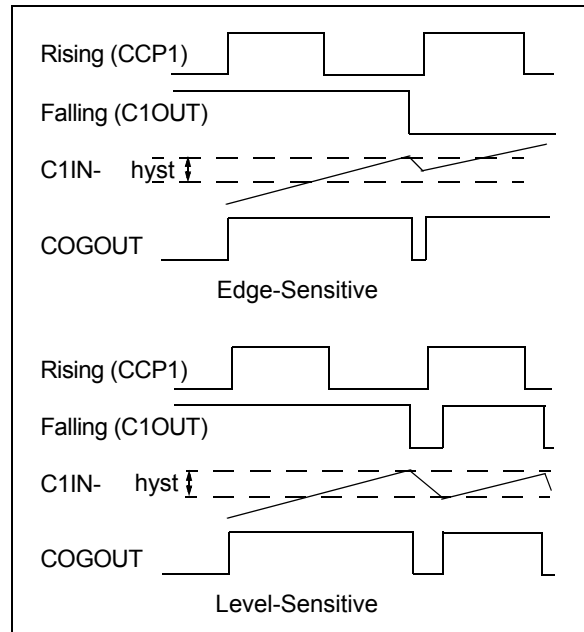 Rising (CCP1)
Falling (C1OUT)
C1IN- hyst
COGOUT
Edge-Sensitive
Rising (CCP1)
Falling (C1OUT)
C1IN- hyst
COGOUT
Level-Sensitive